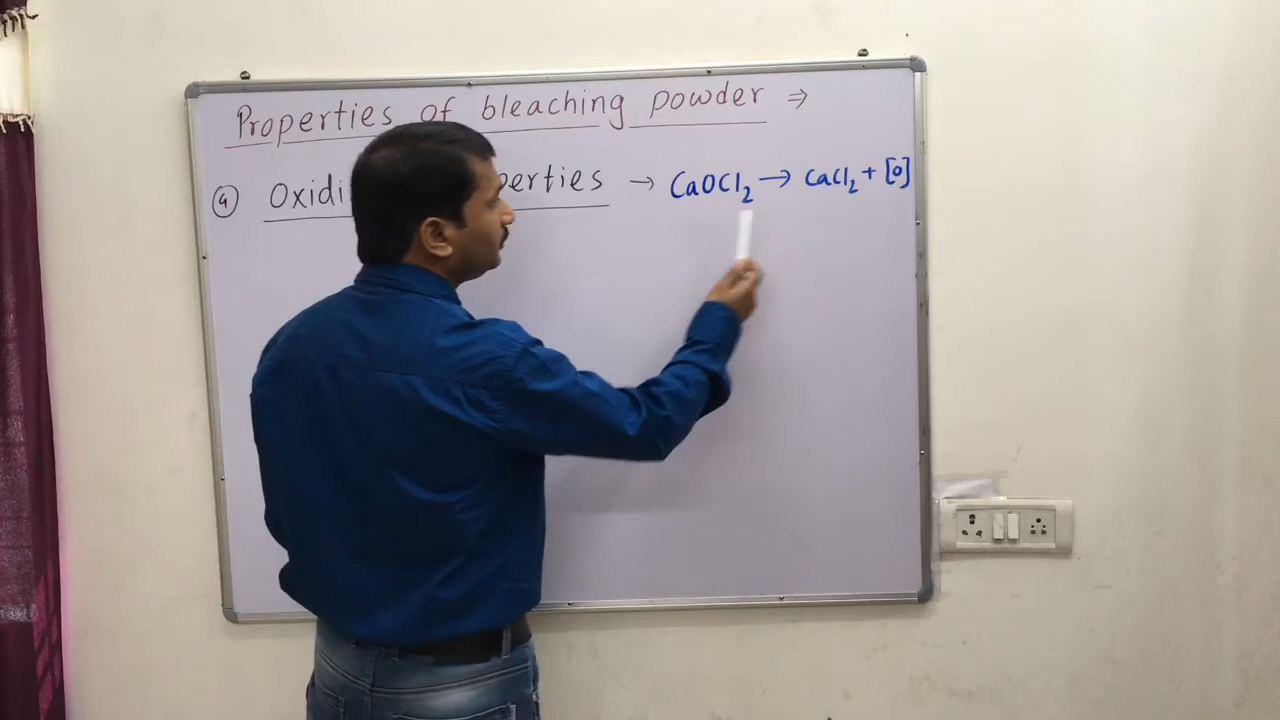 Properties of bleaching powder ⇒
④ Oxidi perties → CaOCl₂ → CaCl₂ + [O]